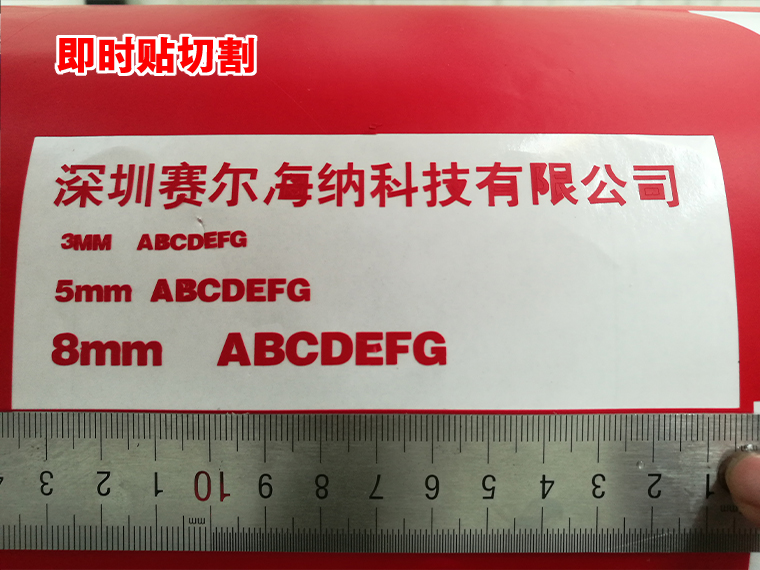 即时贴切割
深圳赛尔海纳科技有限公司
3MM ABCDEFG
5mm ABCDEFG
8mm ABCDEFG
4 3 2 1 10 9 8 7 6 5 4 3 2 1
mm